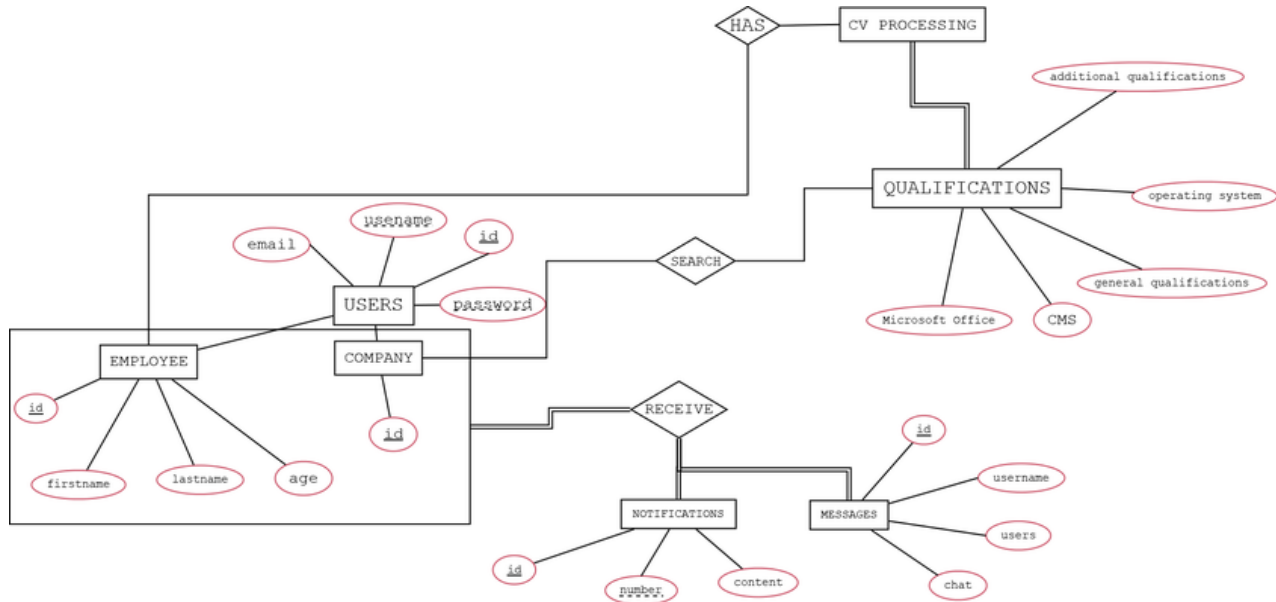 HAS
CV PROCESSING
additional qualifications
QUALIFICATIONS
operating system
usename
email
id
SEARCH
general qualifications
USERS
password
Microsoft Office
CMS
EMPLOYEE
COMPANY
id
RECEIVE
id
id
firstname
lastname
age
username
NOTIFICATIONS
MESSAGES
users
id
number
content
chat